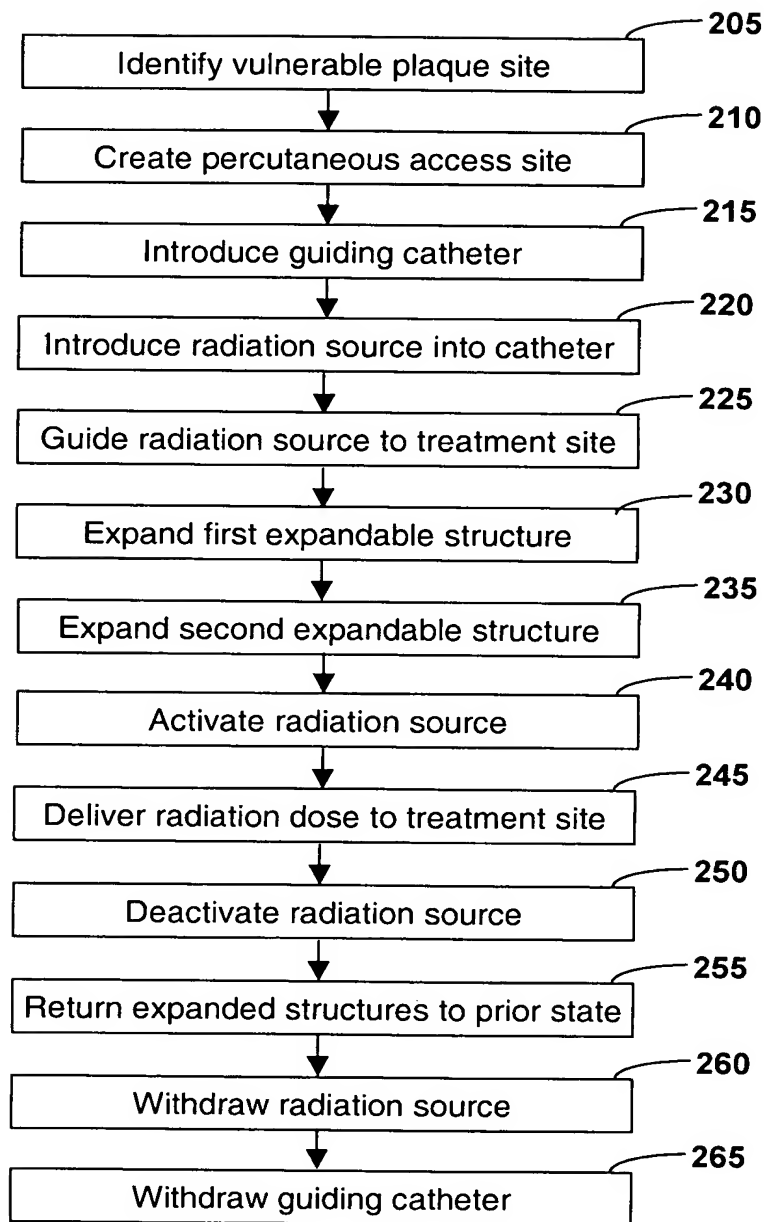 205
Identify vulnerable plaque site
210
Create percutaneous access site
215
Introduce guiding catheter
220
Introduce radiation source into catheter
225
Guide radiation source to treatment site
230
Expand first expandable structure
235
Expand second expandable structure
240
Activate radiation source
245
Deliver radiation dose to treatment site
250
Deactivate radiation source
255
Return expanded structures to prior state
260
Withdraw radiation source
265
Withdraw guiding catheter